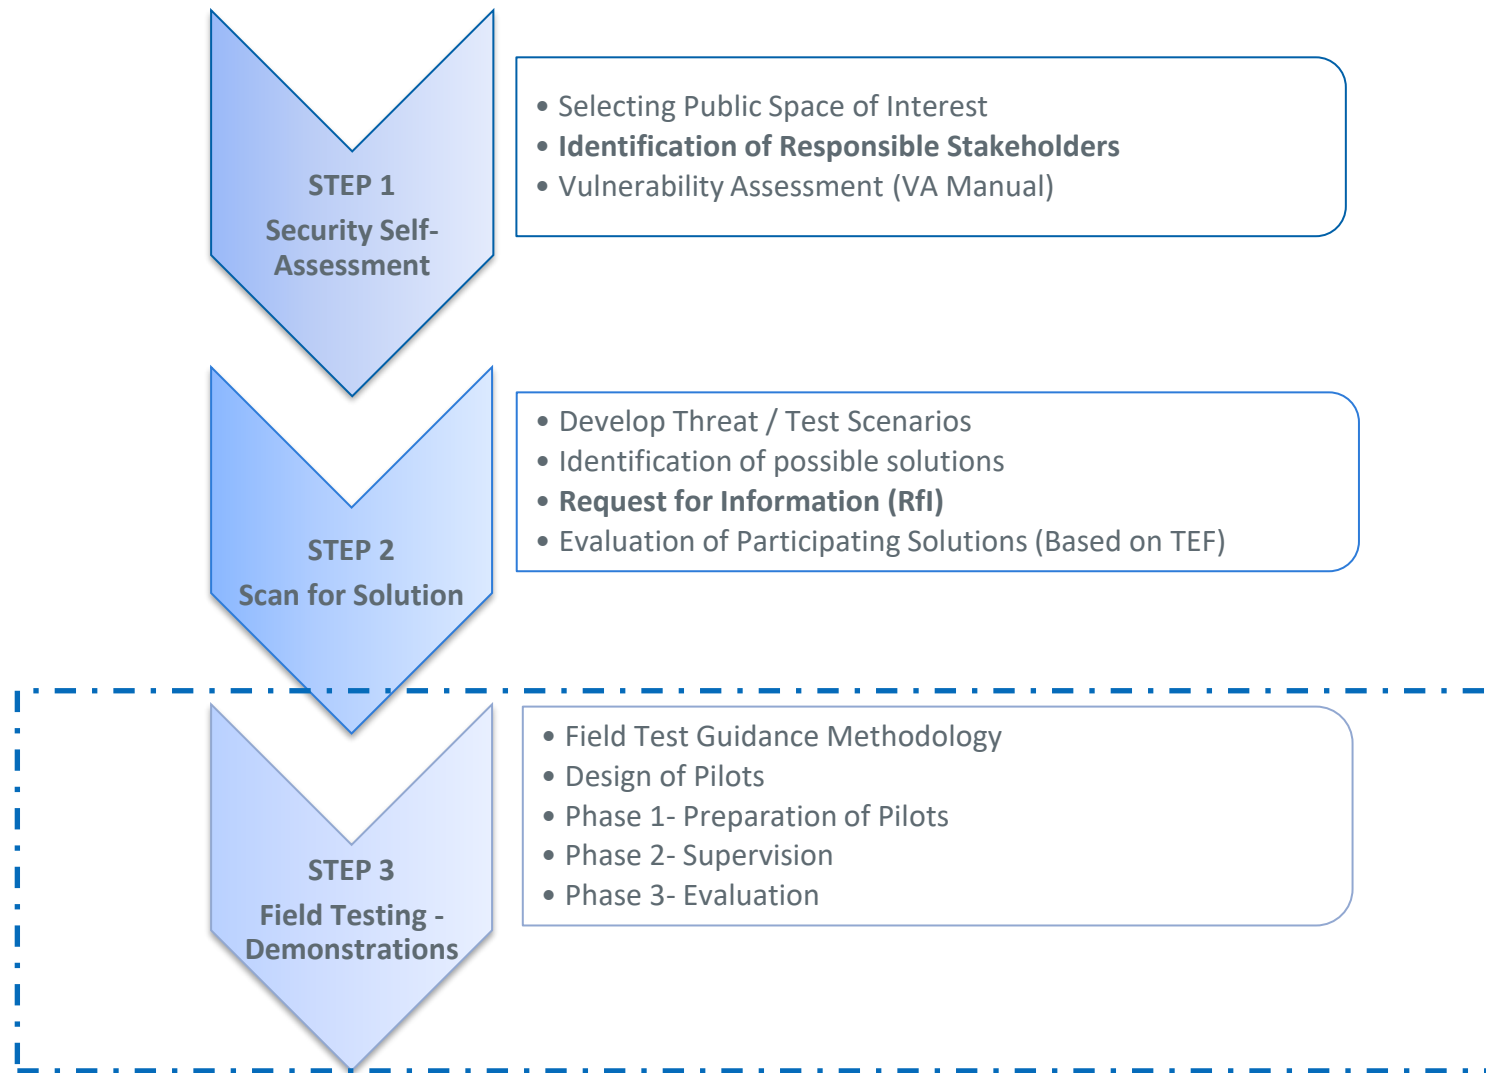 STEP 1
Security Self-
Assessment
• Selecting Public Space of Interest
• Identification of Responsible Stakeholders
• Vulnerability Assessment (VA Manual)
STEP 2
Scan for Solution
• Develop Threat / Test Scenarios
• Identification of possible solutions
• Request for Information (RfI)
• Evaluation of Participating Solutions (Based on TEF)
STEP 3
Field Testing -
Demonstrations
• Field Test Guidance Methodology
• Design of Pilots
• Phase 1- Preparation of Pilots
• Phase 2- Supervision
• Phase 3- Evaluation